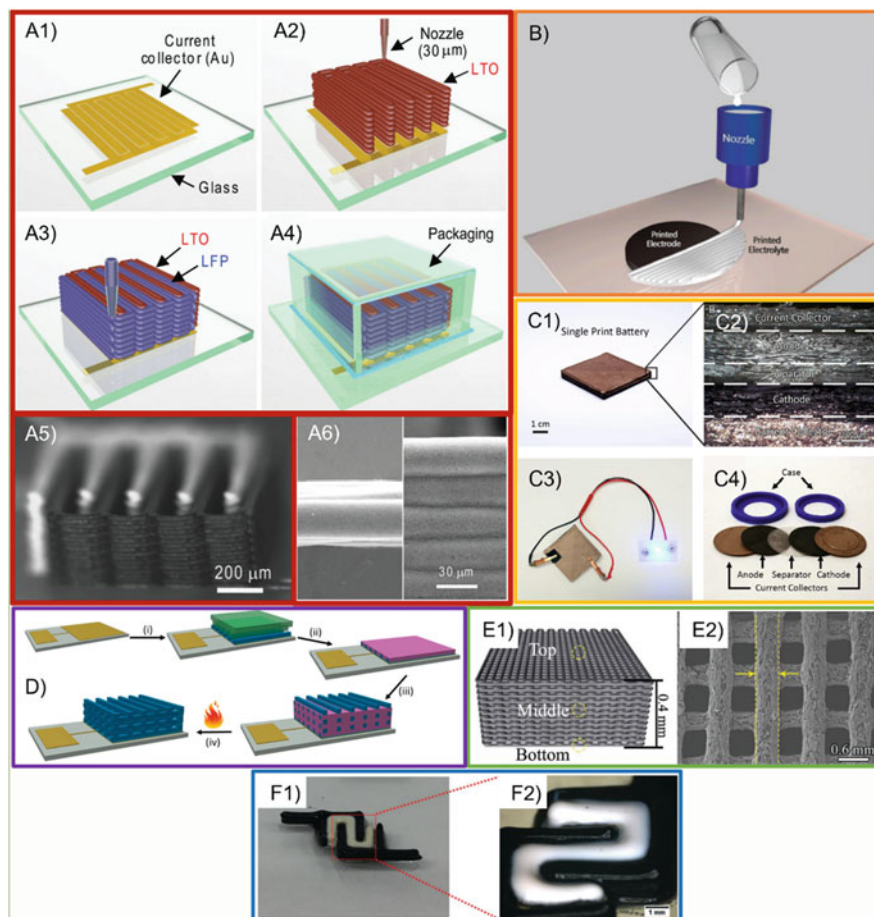 A1)
Current
collector (Au)
Glass
A2)
Nozzle
(30 µm)
LTO
A3)
LTO
LFP
A4)
Packaging
B)
Nozzle
Printed
Electrode
Printed
Electrolyte
A5)
200 µm
A6)
30 µm
C1)
Single Print Battery
1 cm
C2)
Current Collector
Cathode
C3)
C4)
Case
Anode Separator Cathode
Current Collectors
D)
(i)
(ii)
(iii)
(iv)
E1)
Top
Middle
Bottom
0.4 mm
E2)
0.6 mm
F1)
F2)
1 mm